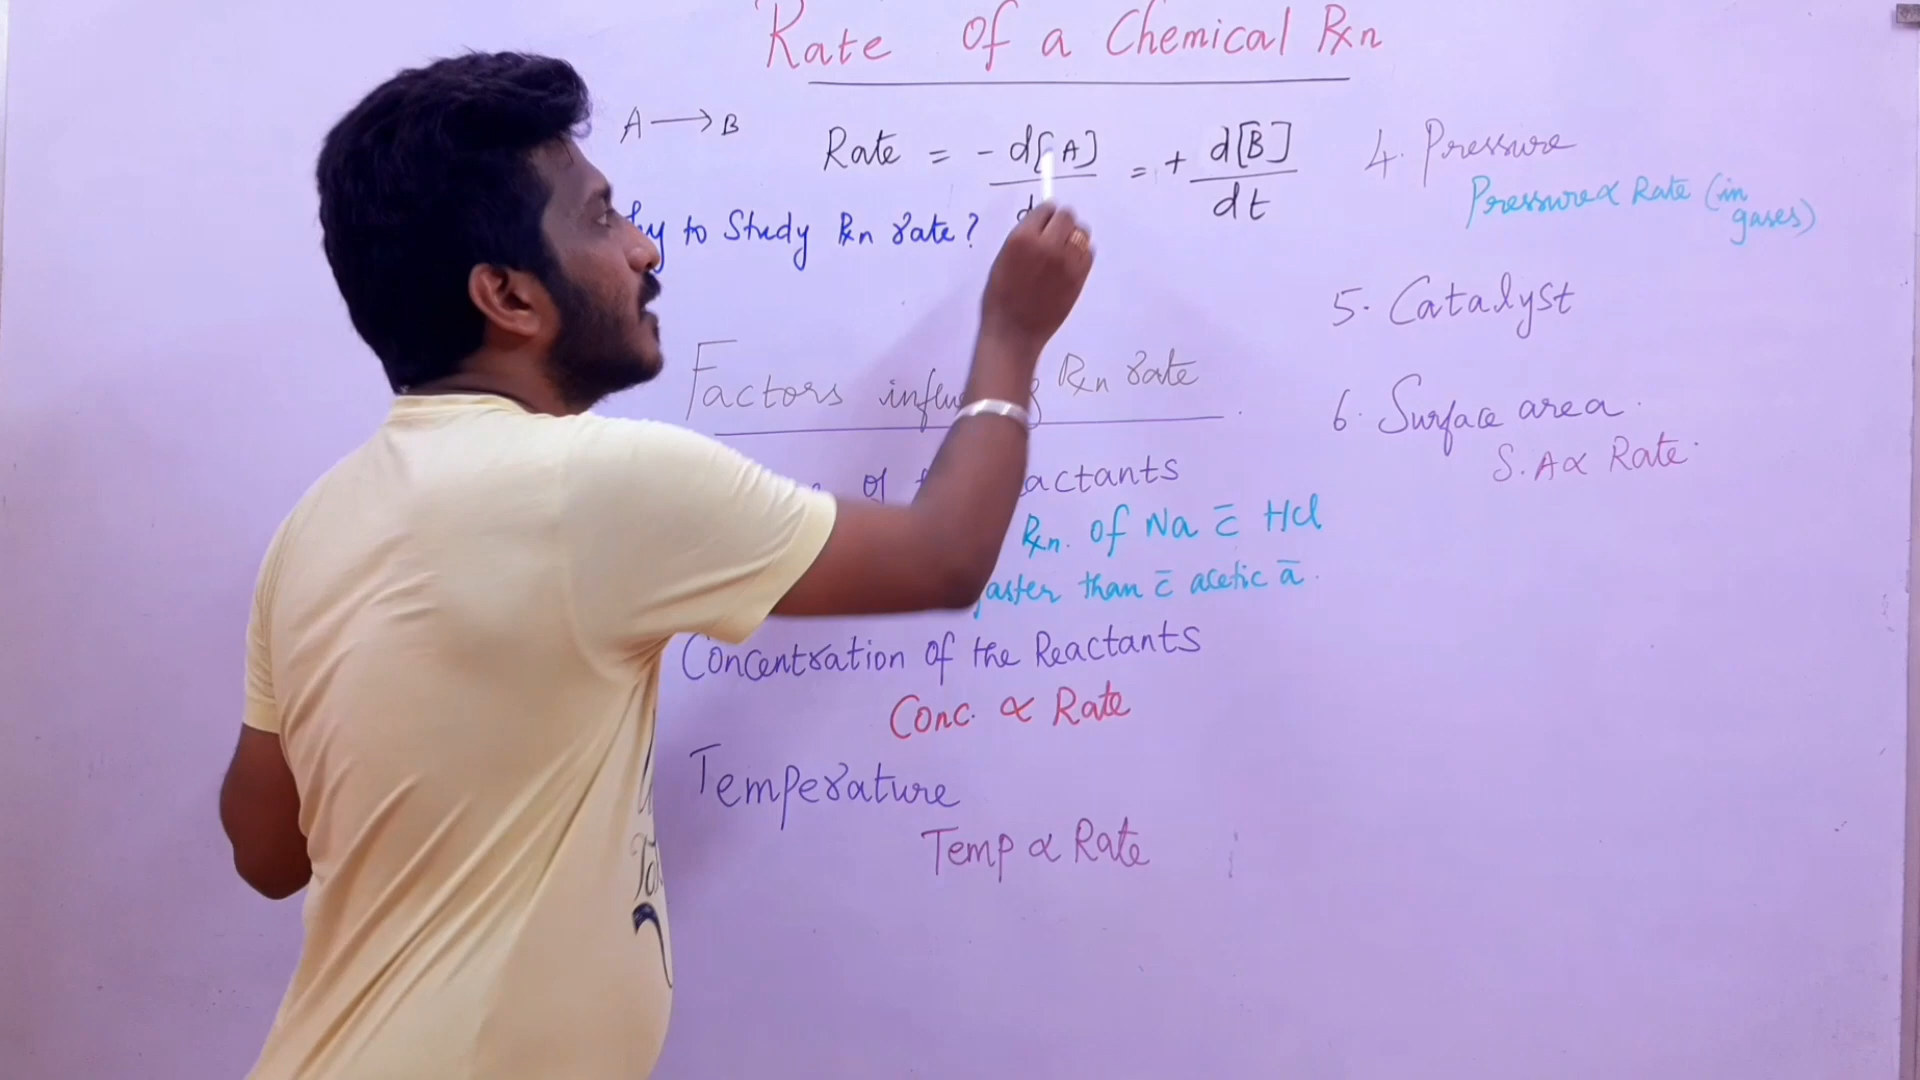 Rate Of a Chemical Rxn
A → B
Rate = - d[A] / = + d[B] / dt
to Study Rxn rate?
Factors Rxn rate
of
Rxn. of Na c̄ HCl
than c̄ acetic ā.
Concentration of the Reactants
Conc. ∝ Rate
Temperature
Temp ∝ Rate
4. Pressure
Pressure ∝ Rate (in gases)
5. Catalyst
6. Surface area.
S. A ∝ Rate.